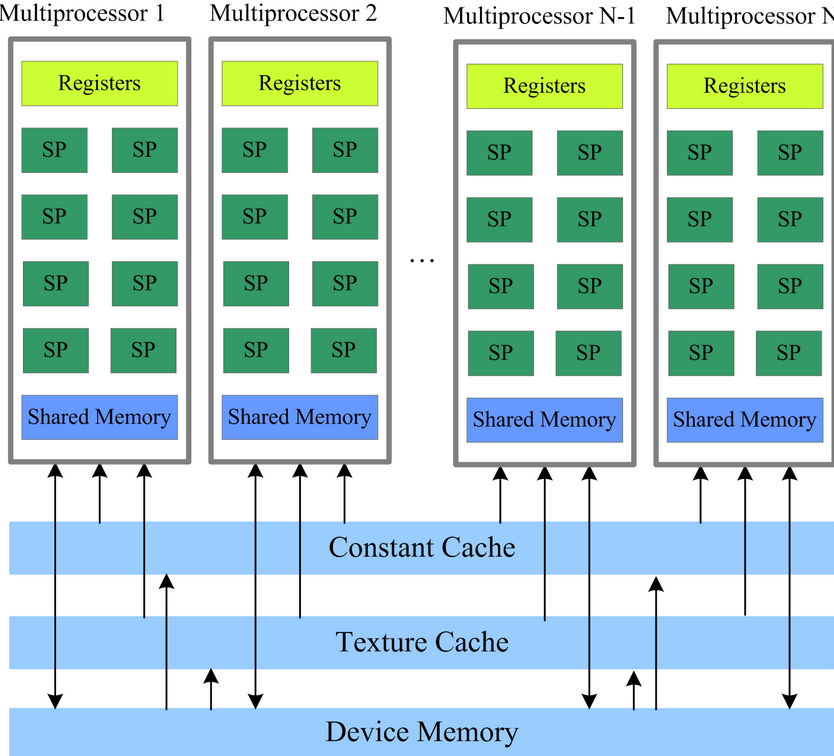 Multiprocessor 1 Multiprocessor 2 Multiprocessor N-1 Multiprocessor N
Registers Registers Registers Registers
SP SP SP SP SP SP SP SP
SP SP SP SP SP SP SP SP
...
SP SP SP SP SP SP SP SP
SP SP SP SP SP SP SP SP
Shared Memory Shared Memory Shared Memory Shared Memory
Constant Cache
Texture Cache
Device Memory